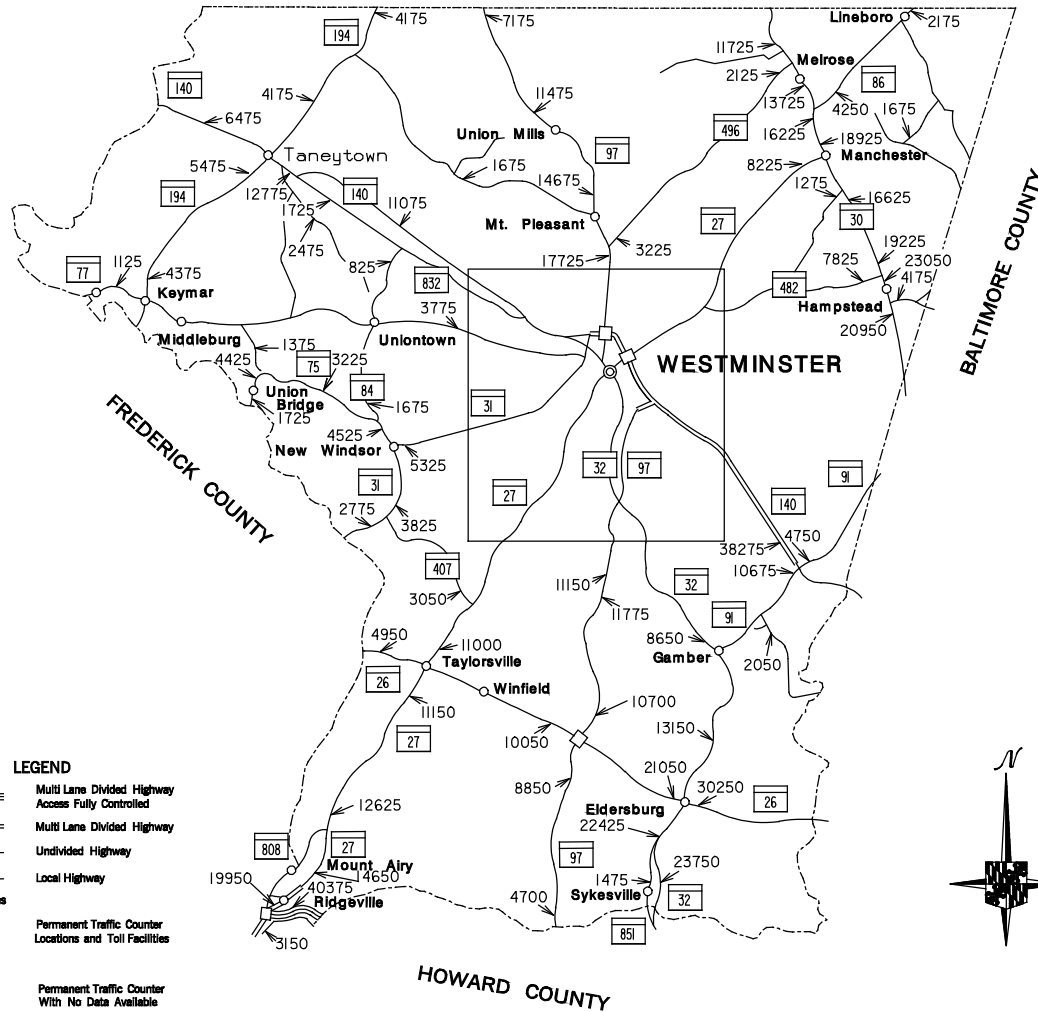 4175
7175
Lineboro
2175
194
11725
Melrose
140
2125
86
4175
11475
13725
4250
1675
6475
Union Mills
496
16225
Taneytown
97
18925
5475
8225
Manchester
12775
140
1675
14675
1275
194
1725
11075
16625
Mt. Pleasant
27
30
2475
3225
19225
77
1125
825
17725
7825
23050
4375
832
482
4175
Keymar
3775
Hampstead
20950
BALTIMORE COUNTY
Middleburg
Uniontown
1375
3225
WESTMINSTER
4425
75
84
Union
Bridge
1675
31
1725
4525
New Windsor
5325
FREDERICK COUNTY
32
97
31
27
91
2775
140
3825
4750
38275
407
10675
11150
32
3050
11775
91
4950
11000
8650
Taylorsville
Gamber
2050
26
Winfield
11150
10700
27
13150
10050
LEGEND
Multi Lane Divided Highway
Access Fully Controlled
8850
21050
30250
Eldersburg
26
Multi Lane Divided Highway
12625
22425
Undivided Highway
808
27
97
Mount Airy
23750
Local Highway
19950
14650
1475
40375
Sykesville
Ridgeville
4700
32
Permanent Traffic Counter
Locations and Toll Facilities
851
3150
HOWARD COUNTY
Permanent Traffic Counter
With No Data Available
N